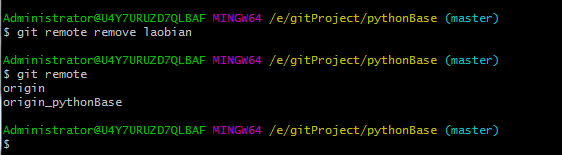 Administrator@U4Y7URUZD7QLBAF MINGW64 /e/gitProject/pythonBase (master)
$ git remote remove laobian
Administrator@U4Y7URUZD7QLBAF MINGW64 /e/gitProject/pythonBase (master)
$ git remote
origin
origin_pythonBase
Administrator@U4Y7URUZD7QLBAF MINGW64 /e/gitProject/pythonBase (master)
$